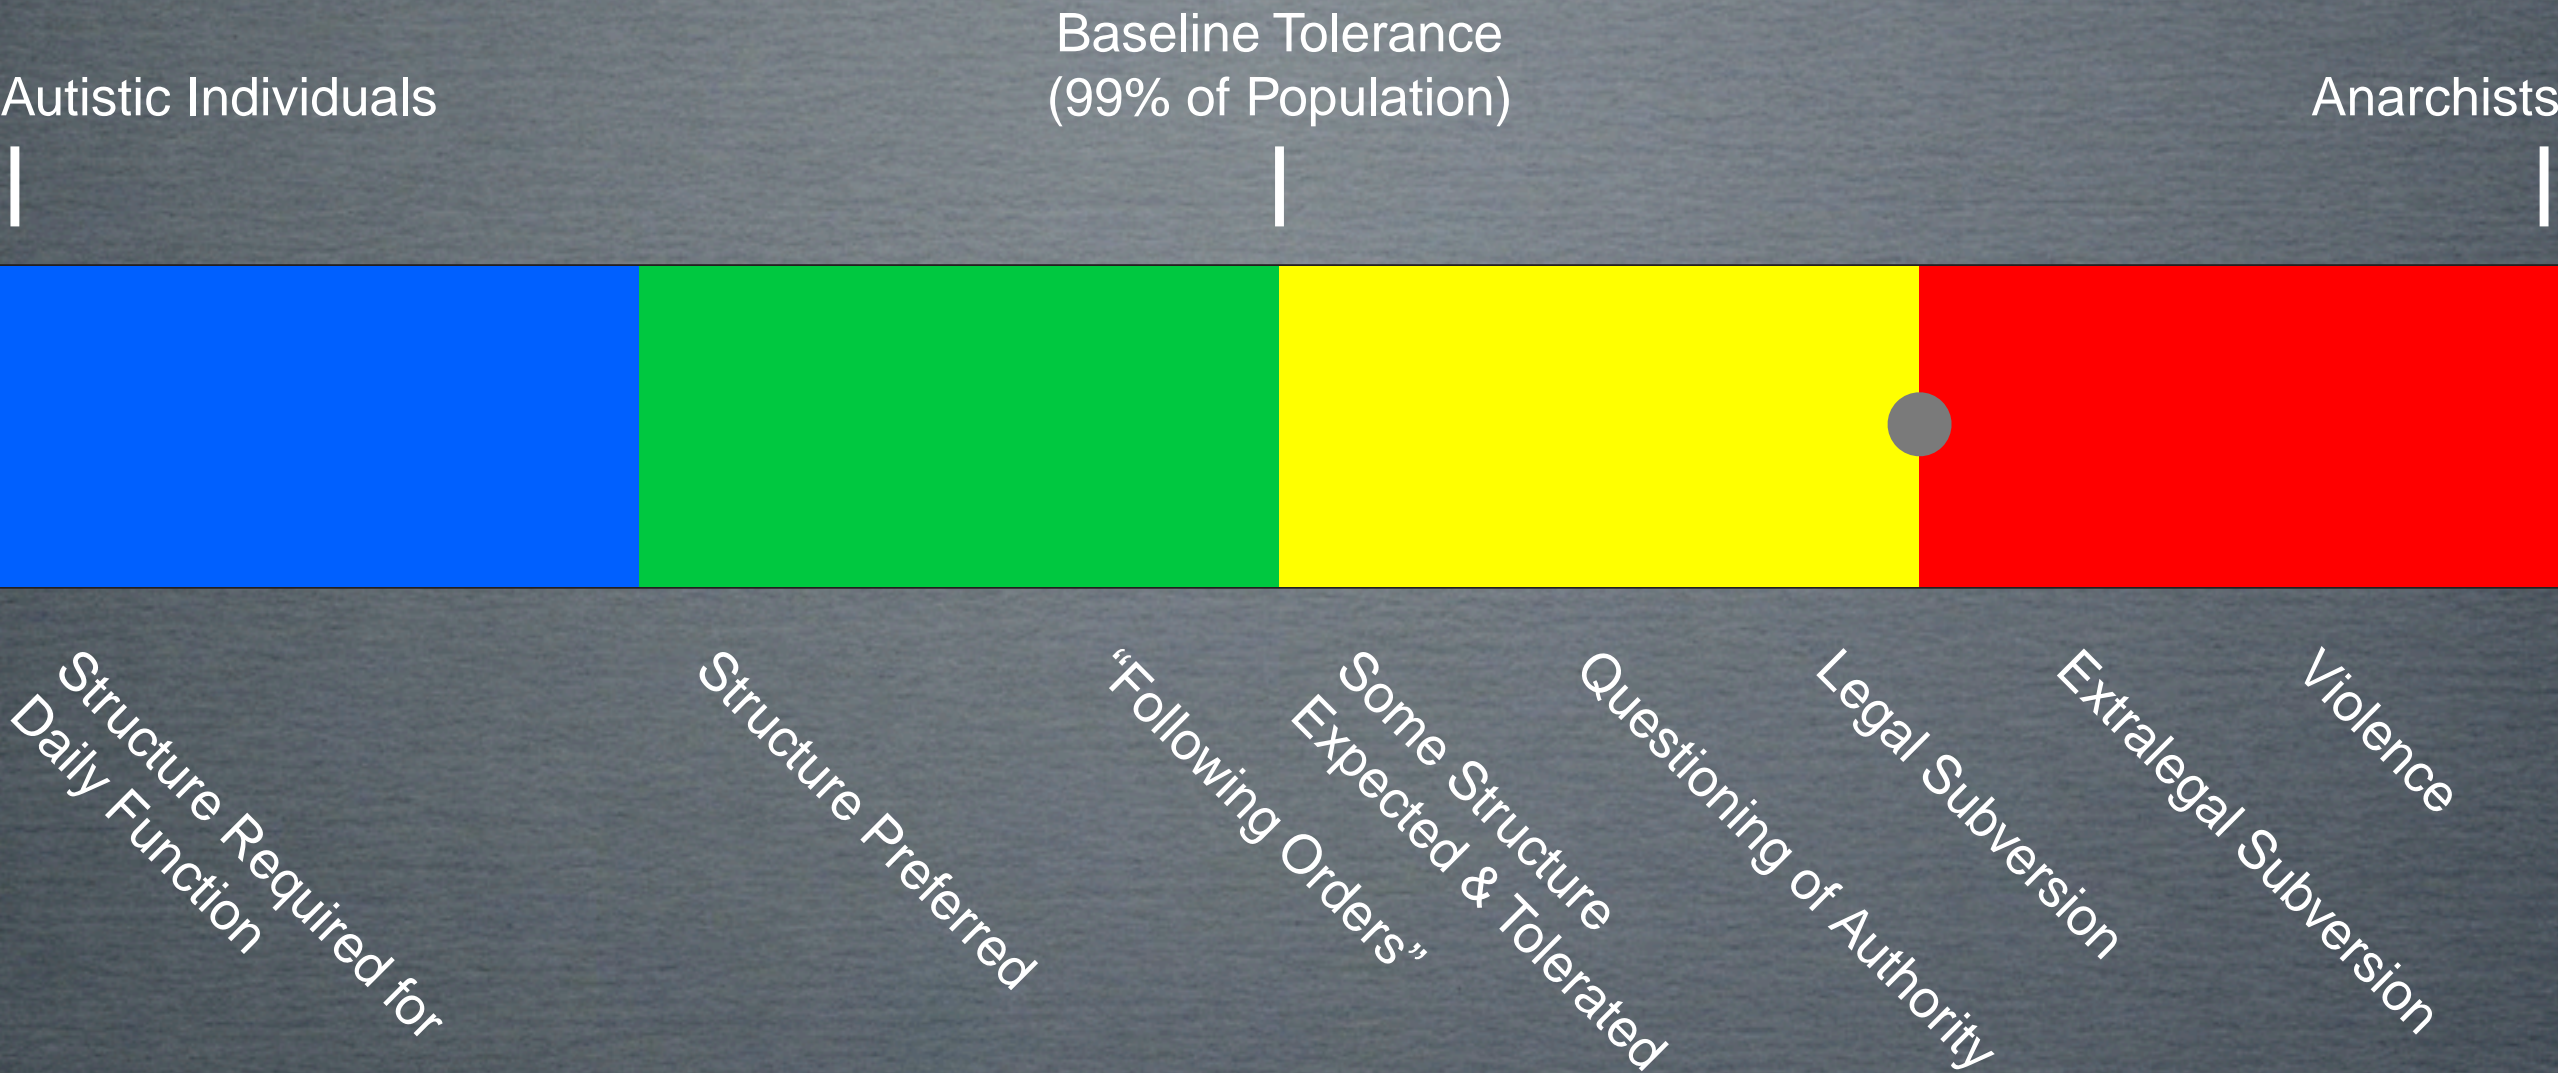 Autistic Individuals
Baseline Tolerance
(99% of Population)
Anarchists
Structure Required for
Daily Function
Structure Preferred
“Following Orders”
Some Structure
Expected & Tolerated
Questioning of Authority
Legal Subversion
Extralegal Subversion
Violence